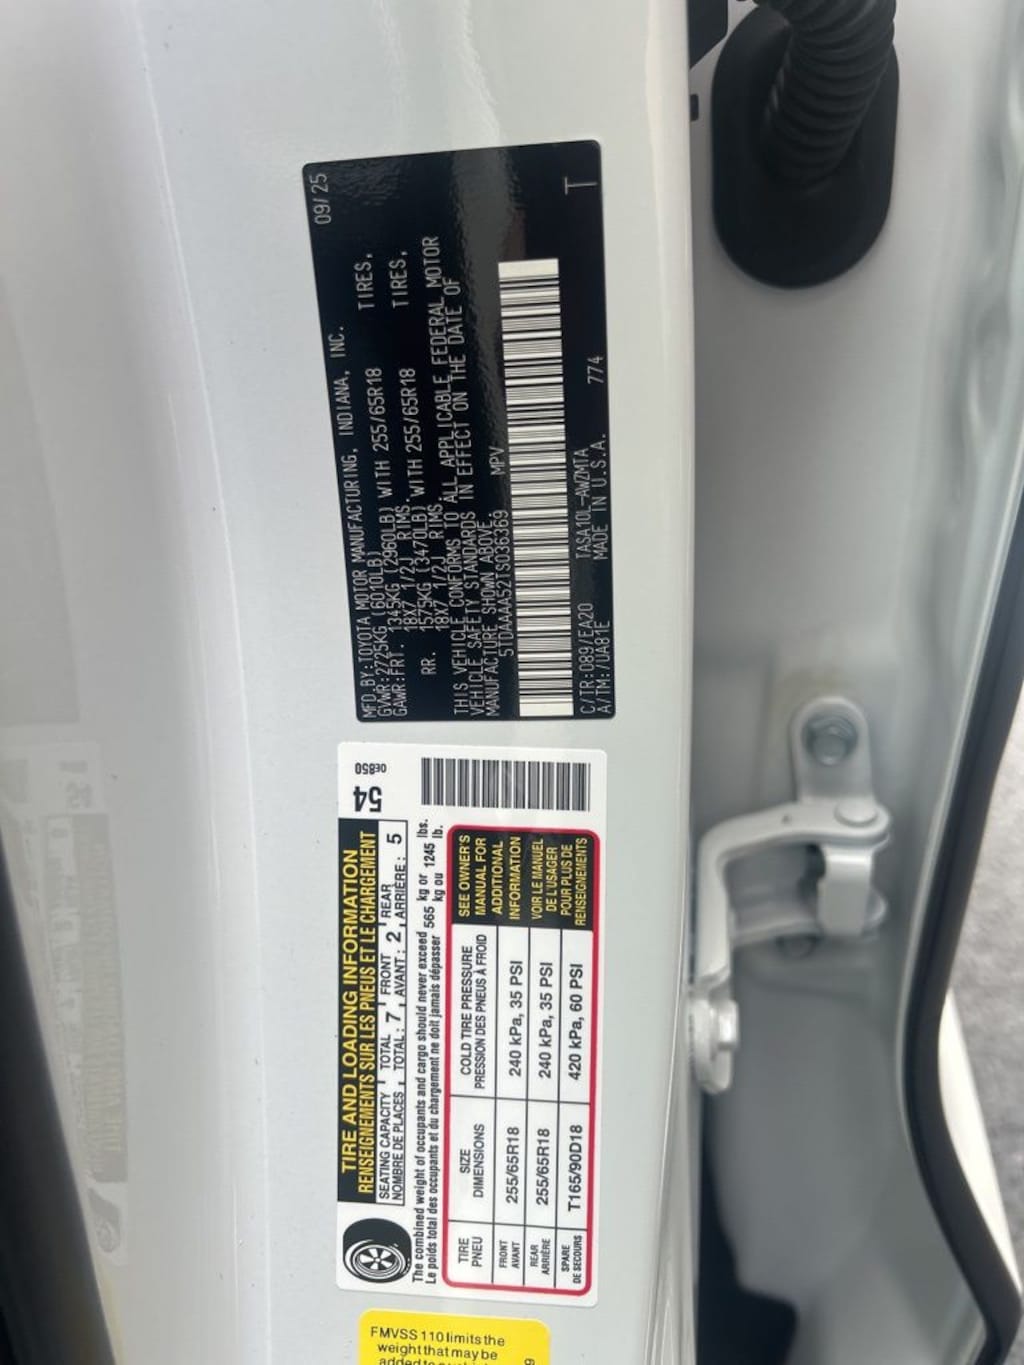 MFD.BY:TOYOTA MOTOR MANUFACTURING, INDIANA, INC. 09/25
GVWR:2725KG (6010LB)
GAWR:FRT. 1345KG (2960LB) WITH 255/65R18 TIRES,
18X7 1/2J RIMS.
RR. 1575KG (3470LB) WITH 255/65R18 TIRES,
18X7 1/2J RIMS.
THIS VEHICLE CONFORMS TO ALL APPLICABLE FEDERAL MOTOR
VEHICLE SAFETY STANDARDS IN EFFECT ON THE DATE OF
MANUFACTURE SHOWN ABOVE.
5TDAAAA52TS036369 MPV
C/TR:089/EA20 TASA10L-AWZMTA T
A/TM:/UA81E MADE IN U.S.A. 774
TIRE AND LOADING INFORMATION
RENSEIGNEMENTS SUR LES PNEUS ET LE CHARGEMENT
54
0E850
SEATING CAPACITY TOTAL 7 FRONT 2 REAR 5
NOMBRE DE PLACES TOTAL: AVANT: ARRIÈRE:
The combined weight of occupants and cargo should never exceed 565 kg or 1245 lbs.
Le poids total des occupants et du chargement ne doit jamais dépasser kg ou lb.
TIRE
PNEU
SIZE
DIMENSIONS
COLD TIRE PRESSURE
PRESSION DES PNEUS À FROID
FRONT
AVANT
255/65R18
240 kPa, 35 PSI
REAR
ARRIÈRE
255/65R18
240 kPa, 35 PSI
SPARE
DE SECOURS
T165/90D18
420 kPa, 60 PSI
SEE OWNER'S
MANUAL FOR
ADDITIONAL
INFORMATION
VOIR LE MANUEL
DE L'USAGER
POUR PLUS DE
RENSEIGNEMENTS
FMVSS 110 limits the
weight that may be
added to